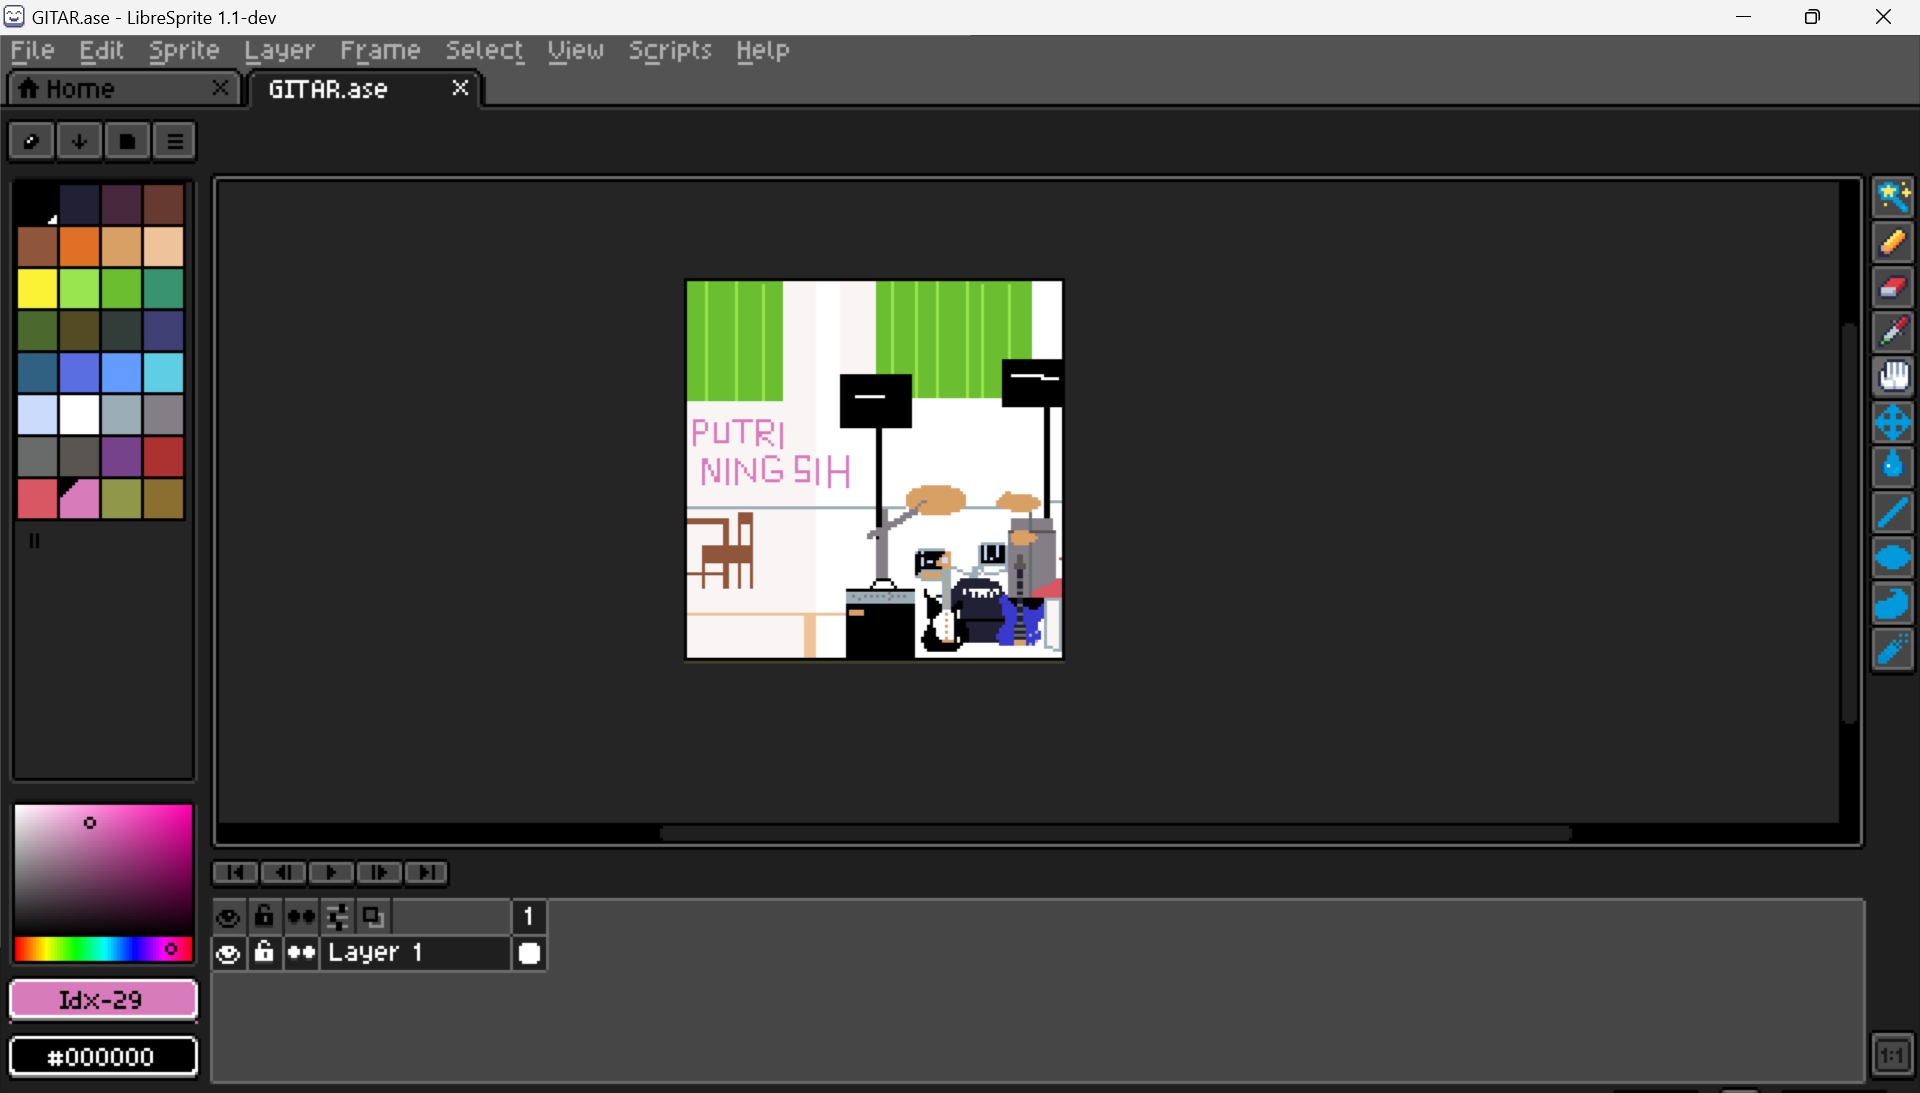 GITAR.ase - LibreSprite 1.1-dev
File Edit Sprite Layer Frame Select View Scripts Help
Home
GITAR.ase
PUTRI
NING SIH
1
Layer 1
Idx-29
#000000
1:1